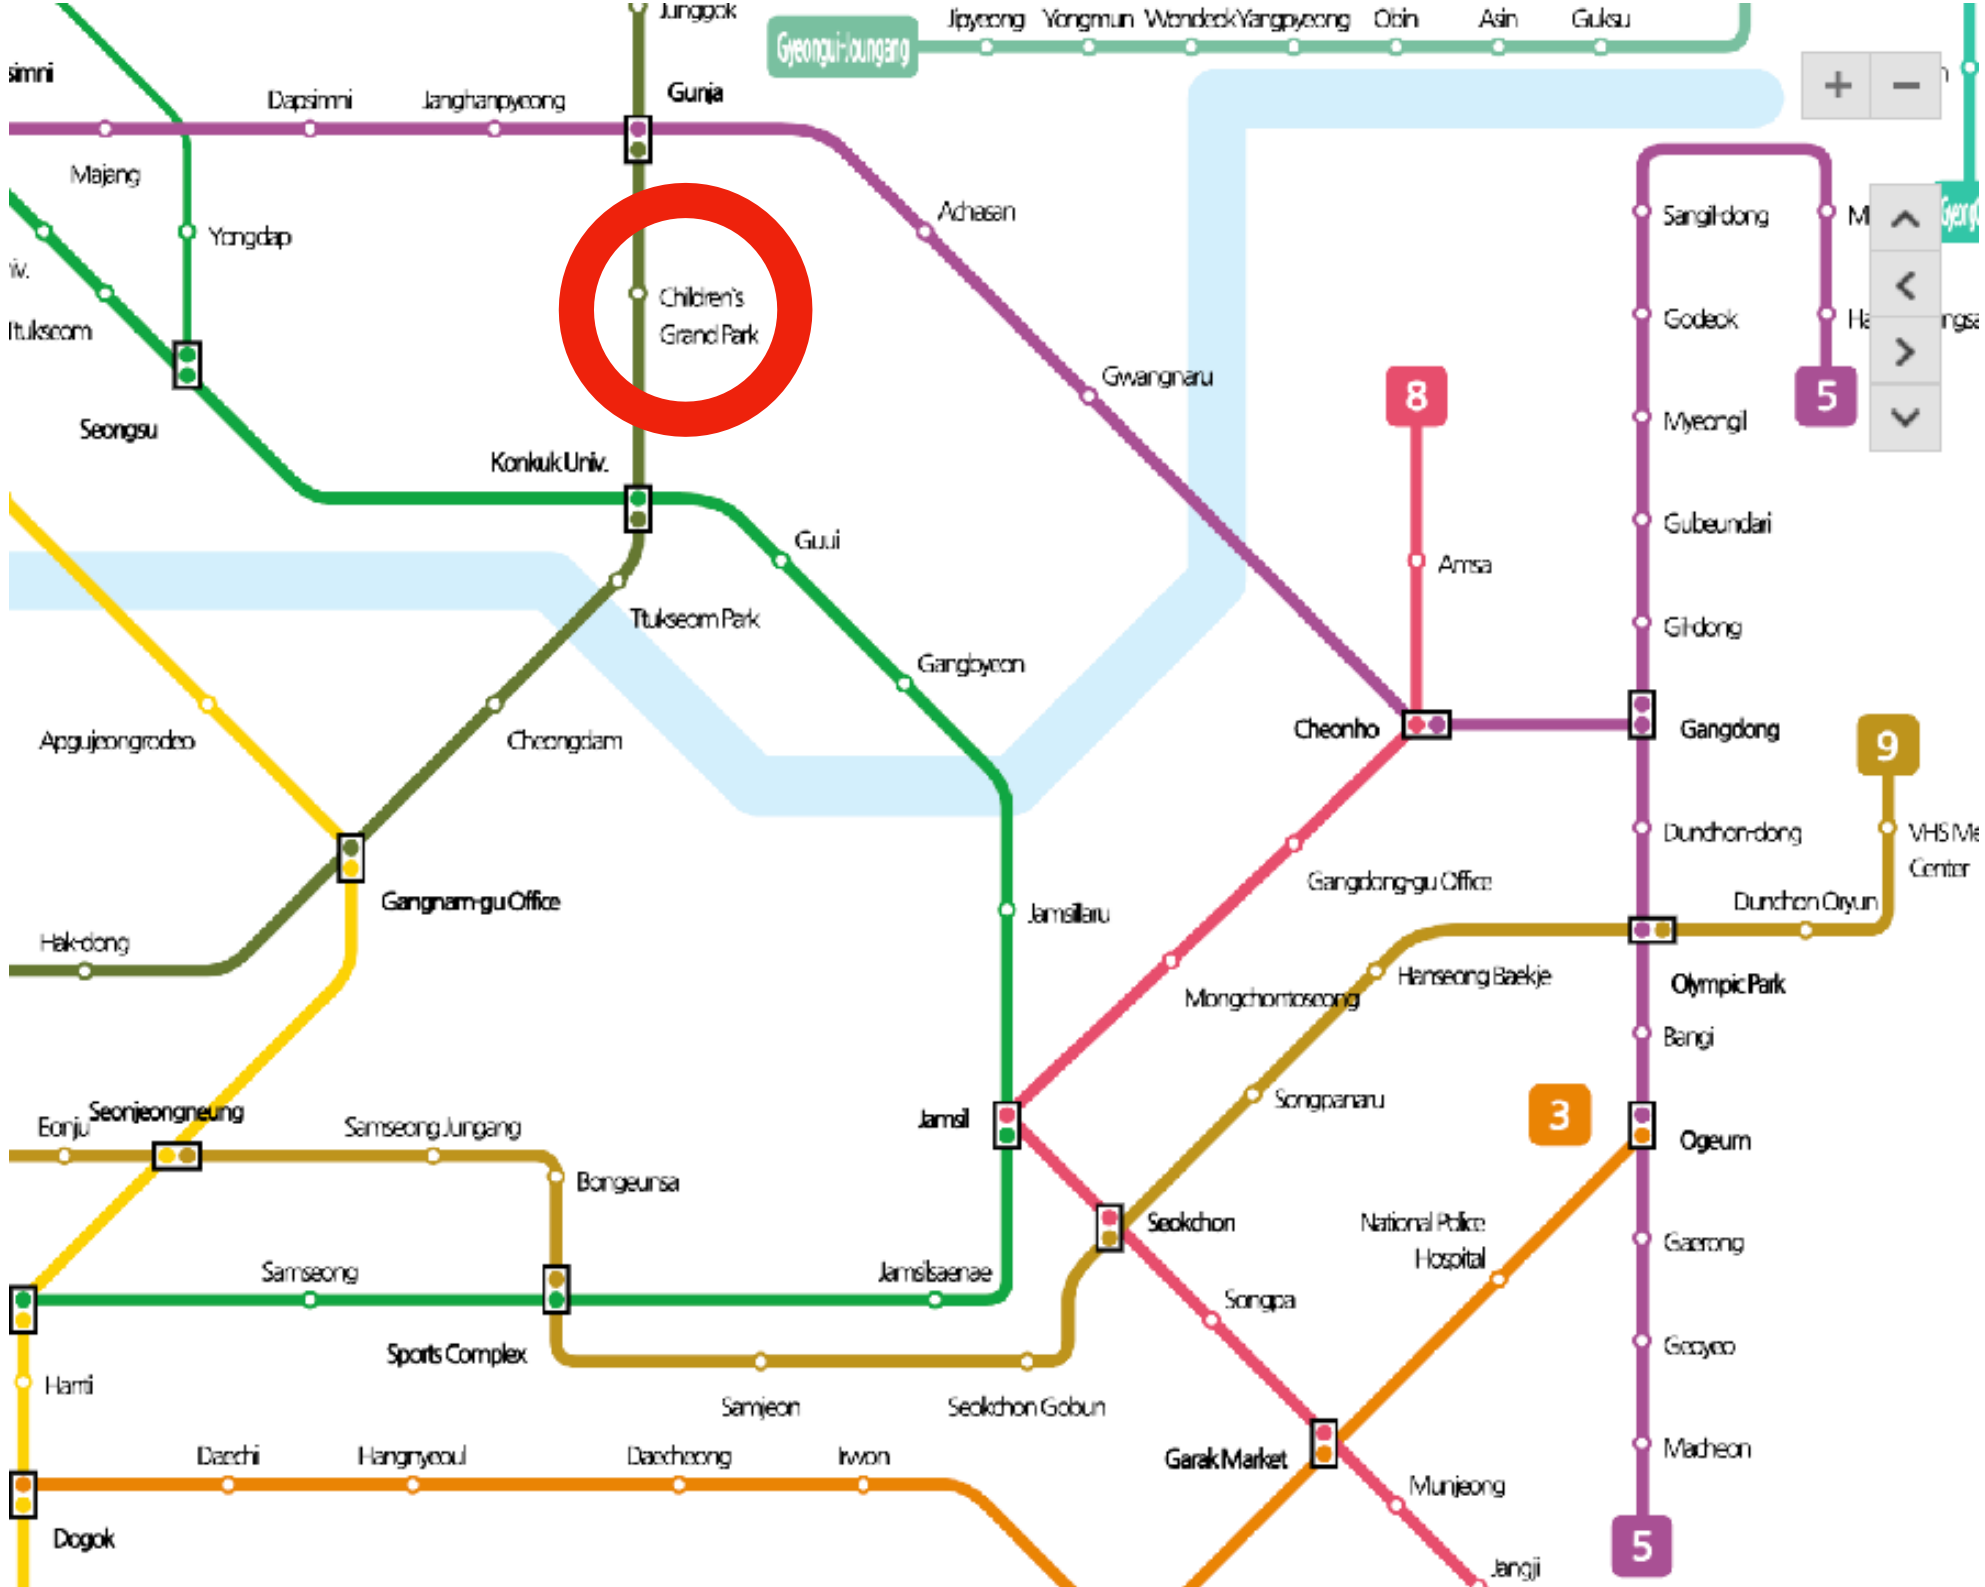 Junggok
Gyeongui-Joungang
Jipyeong
Yongmun
Wondeok
Yangpyeong
Obin
Asin
Guksu
simni
Dapsimni
Janghanpyeong
Gunja
+
−
Majang
Yongdap
Achasan
Sangil-dong
Children's
Grand Park
Ttukseom
Godeok
Gwangnaru
8
5
Seongsu
Myeongil
Konkuk Univ.
Guui
Gubeundari
Amsa
Ttukseom Park
Gil-dong
Gangbyeon
Apgujeongrodeo
Cheongdam
Cheonho
Gangdong
9
Dunchon-dong
VHS Me
Center
Gangdong-gu Office
Gangnam-gu Office
Dunchon Oryun
Jamsillaru
Hak-dong
Hanseong Baekje
Olympic Park
Mongchontoseong
Bangi
Songpanaru
3
Seonjeongneung
Eonju
Samseong Jungang
Jamsil
Ogeum
Bongeunsa
Seokchon
National Police
Hospital
Gaerong
Samseong
Jamsilsaenae
Songpa
Sports Complex
Geoyeo
Hanti
Samjeon
Seokchon Gobun
Daechi
Hangnyeoul
Daecheong
Irwon
Garak Market
Macheon
Munjeong
Dogok
5
Jangji